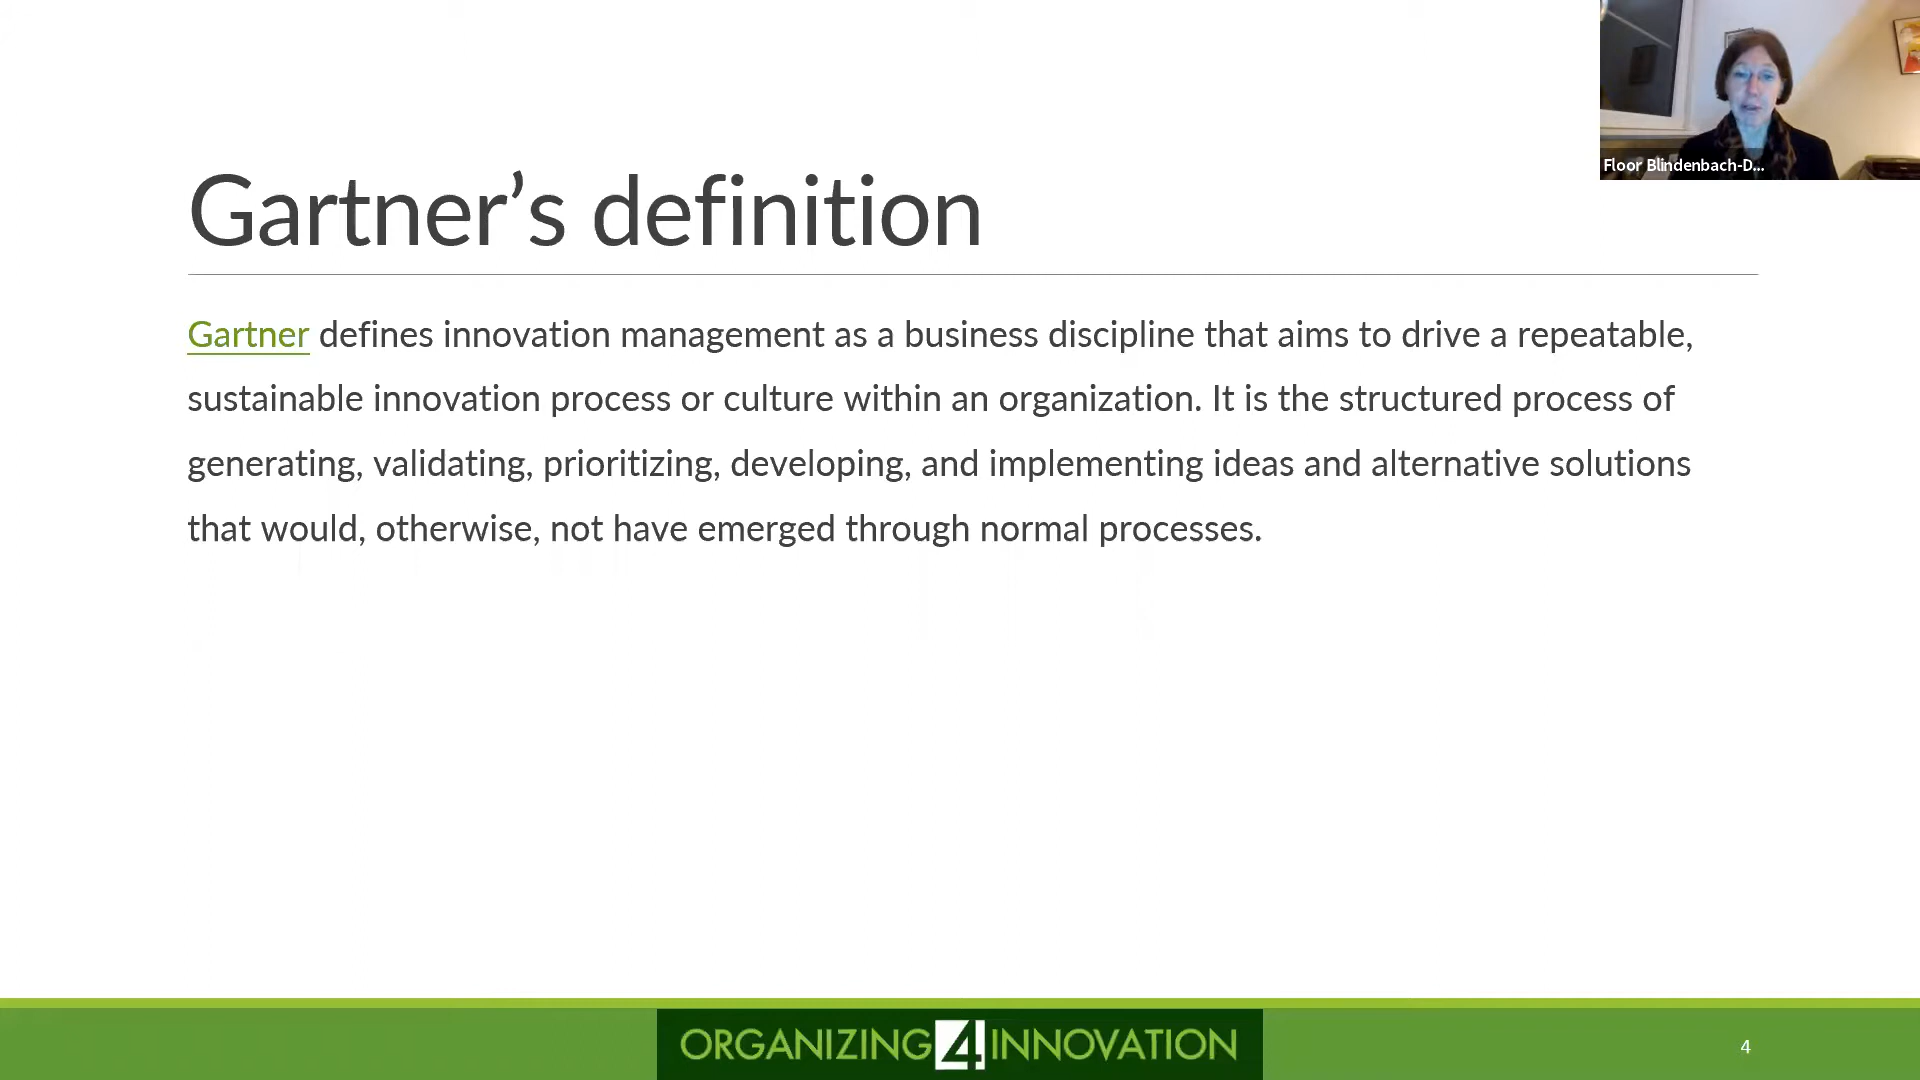 Floor Blindenbach-D...
Gartner’s definition
Gartner defines innovation management as a business discipline that aims to drive a repeatable,
sustainable innovation process or culture within an organization. It is the structured process of
generating, validating, prioritizing, developing, and implementing ideas and alternative solutions
that would, otherwise, not have emerged through normal processes.
ORGANIZING 4 INNOVATION
4